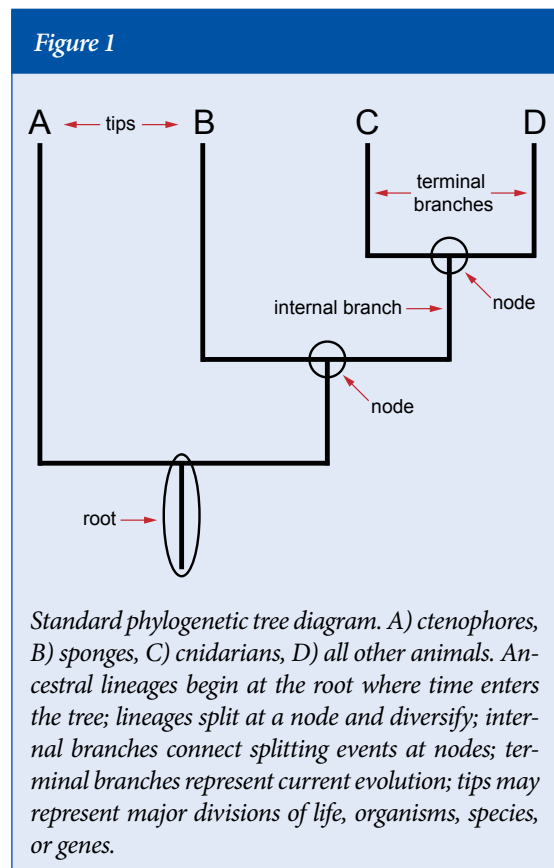 Figure 1
A tips B C D
terminal
branches
internal branch
node
node
root
Standard phylogenetic tree diagram. A) ctenophores,
B) sponges, C) cnidarians, D) all other animals. An-
cestral lineages begin at the root where time enters
the tree; lineages split at a node and diversify; inter-
nal branches connect splitting events at nodes; ter-
minal branches represent current evolution; tips may
represent major divisions of life, organisms, species,
or genes.